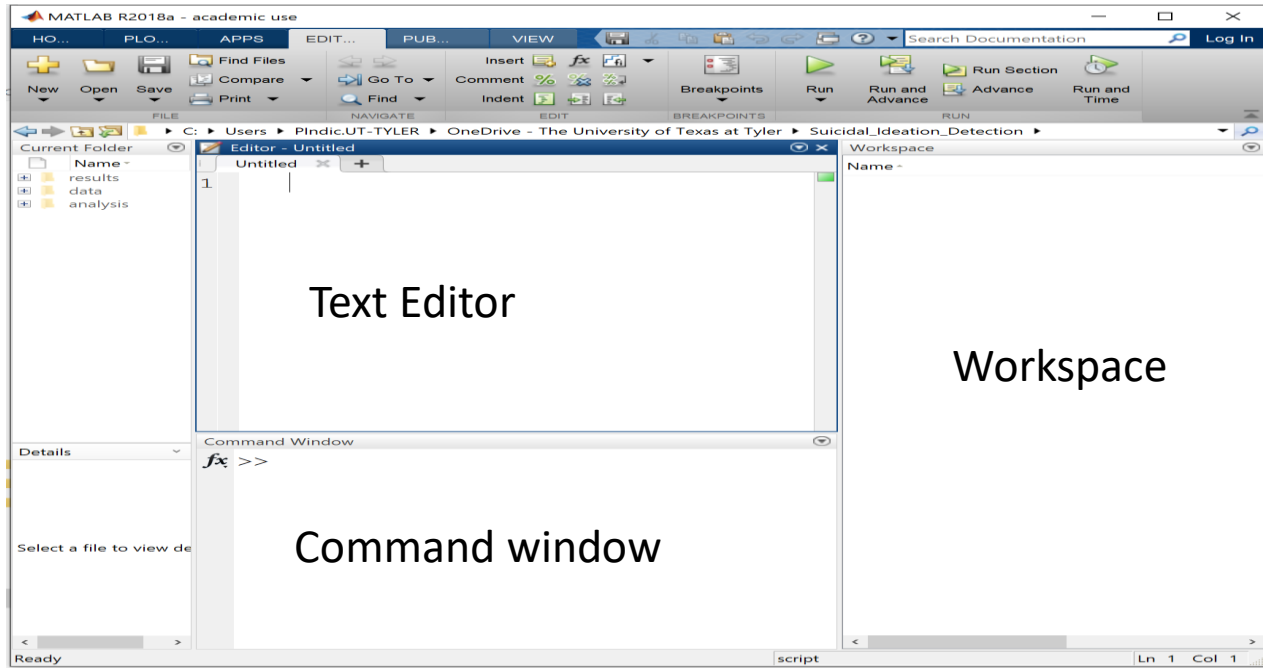 MATLAB R2018a - academic use
HO... PLO... APPS EDIT... PUB... VIEW Search Documentation Log In
New Open Save Find Files Compare Print Go To Find Insert fx fi Comment Indent Breakpoints Run Run and Advance Run Section Advance Run and Time
FILE NAVIGATE EDIT BREAKPOINTS RUN
C: Users PIndic.UT-TYLER OneDrive - The University of Texas at Tyler Suicidal_Ideation_Detection
Current Folder
Name
results
data
analysis
Details
Select a file to view de
Editor - Untitled
Untitled +
1
Text Editor
Command Window
fx >>
Command window
Workspace
Name
Workspace
Ready script Ln 1 Col 1